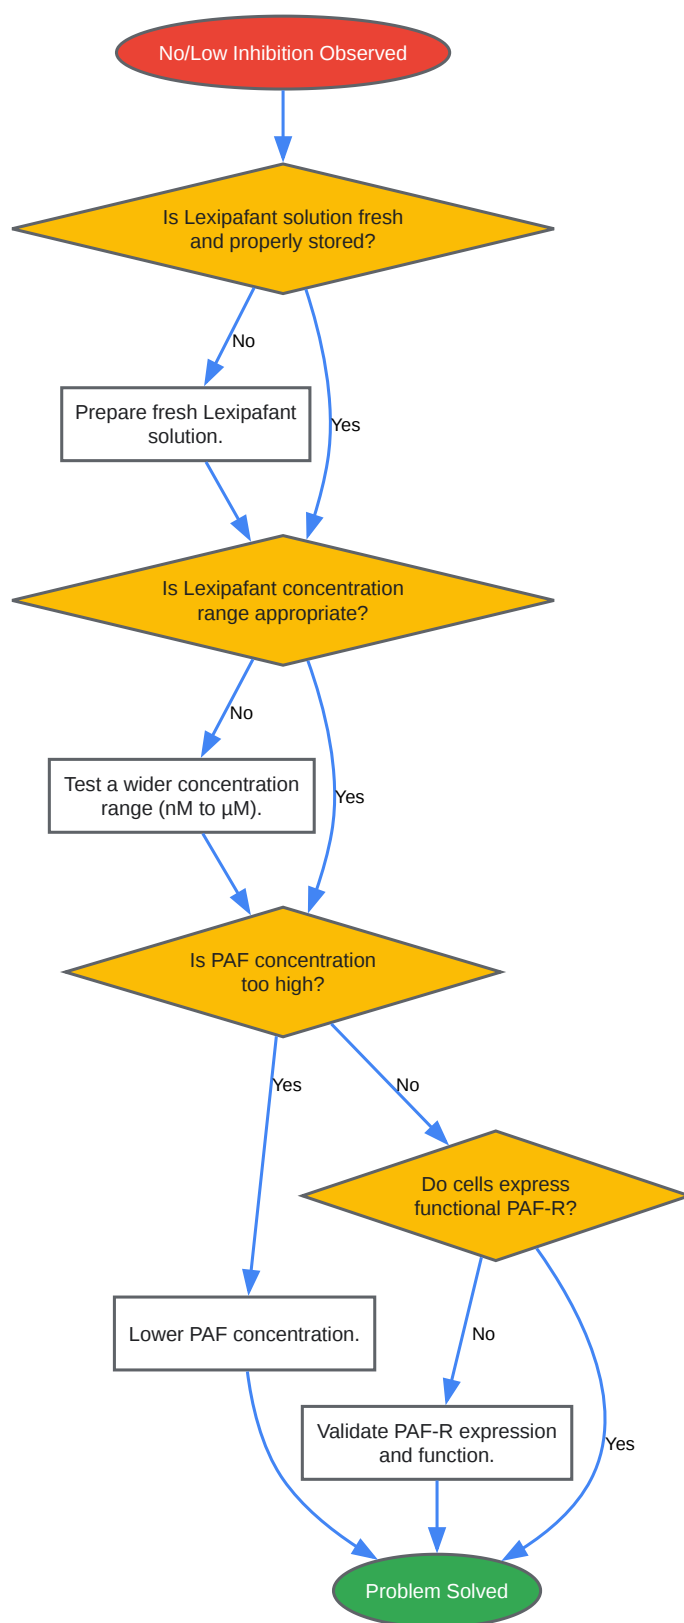 No/Low Inhibition Observed
Is Lexipafant solution fresh
and properly stored?
No
Prepare fresh Lexipafant
solution.
Yes
Is Lexipafant concentration
range appropriate?
No
Test a wider concentration
range (nM to µM).
Yes
Is PAF concentration
too high?
Yes
No
Do cells express
functional PAF-R?
Lower PAF concentration.
No
Validate PAF-R expression
and function.
Yes
Problem Solved